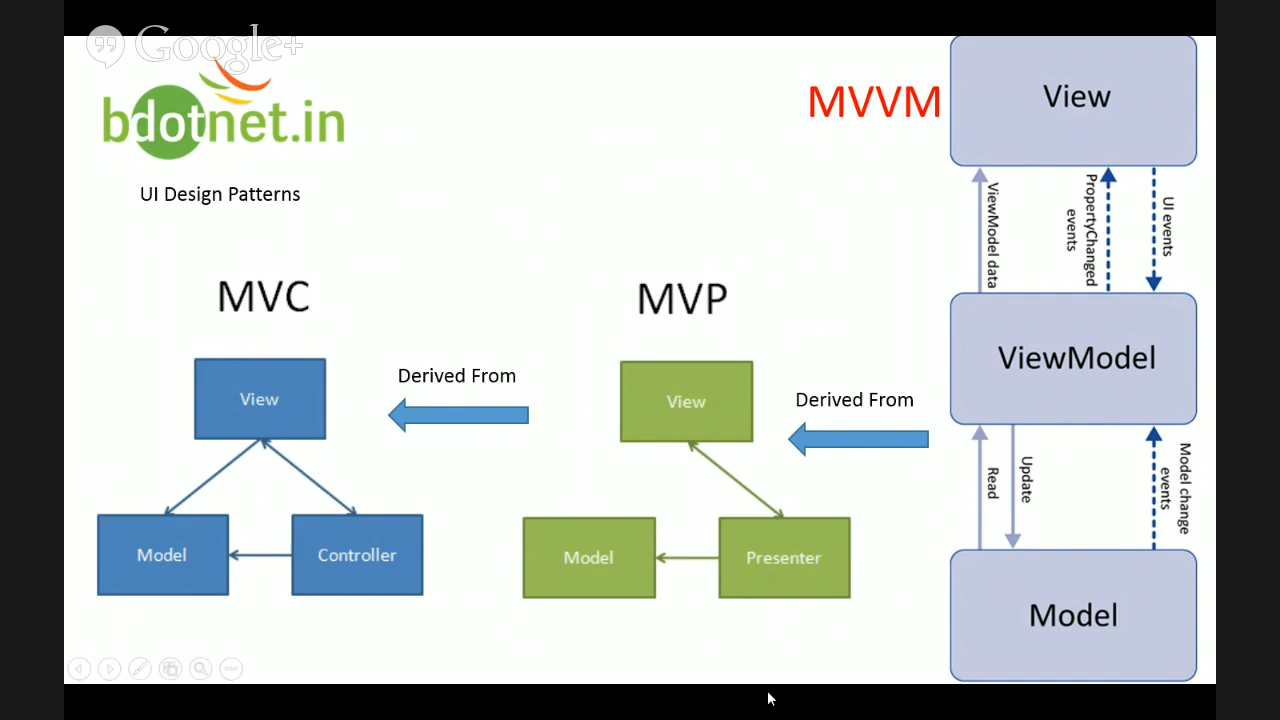 Google+
bdotnet.in
UI Design Patterns
MVC
View
Model
Controller
Derived From
MVP
View
Model
Presenter
Derived From
MVVM
View
ViewModel data
PropertyChanged
events
UI events
ViewModel
Read
Update
Model change
events
Model